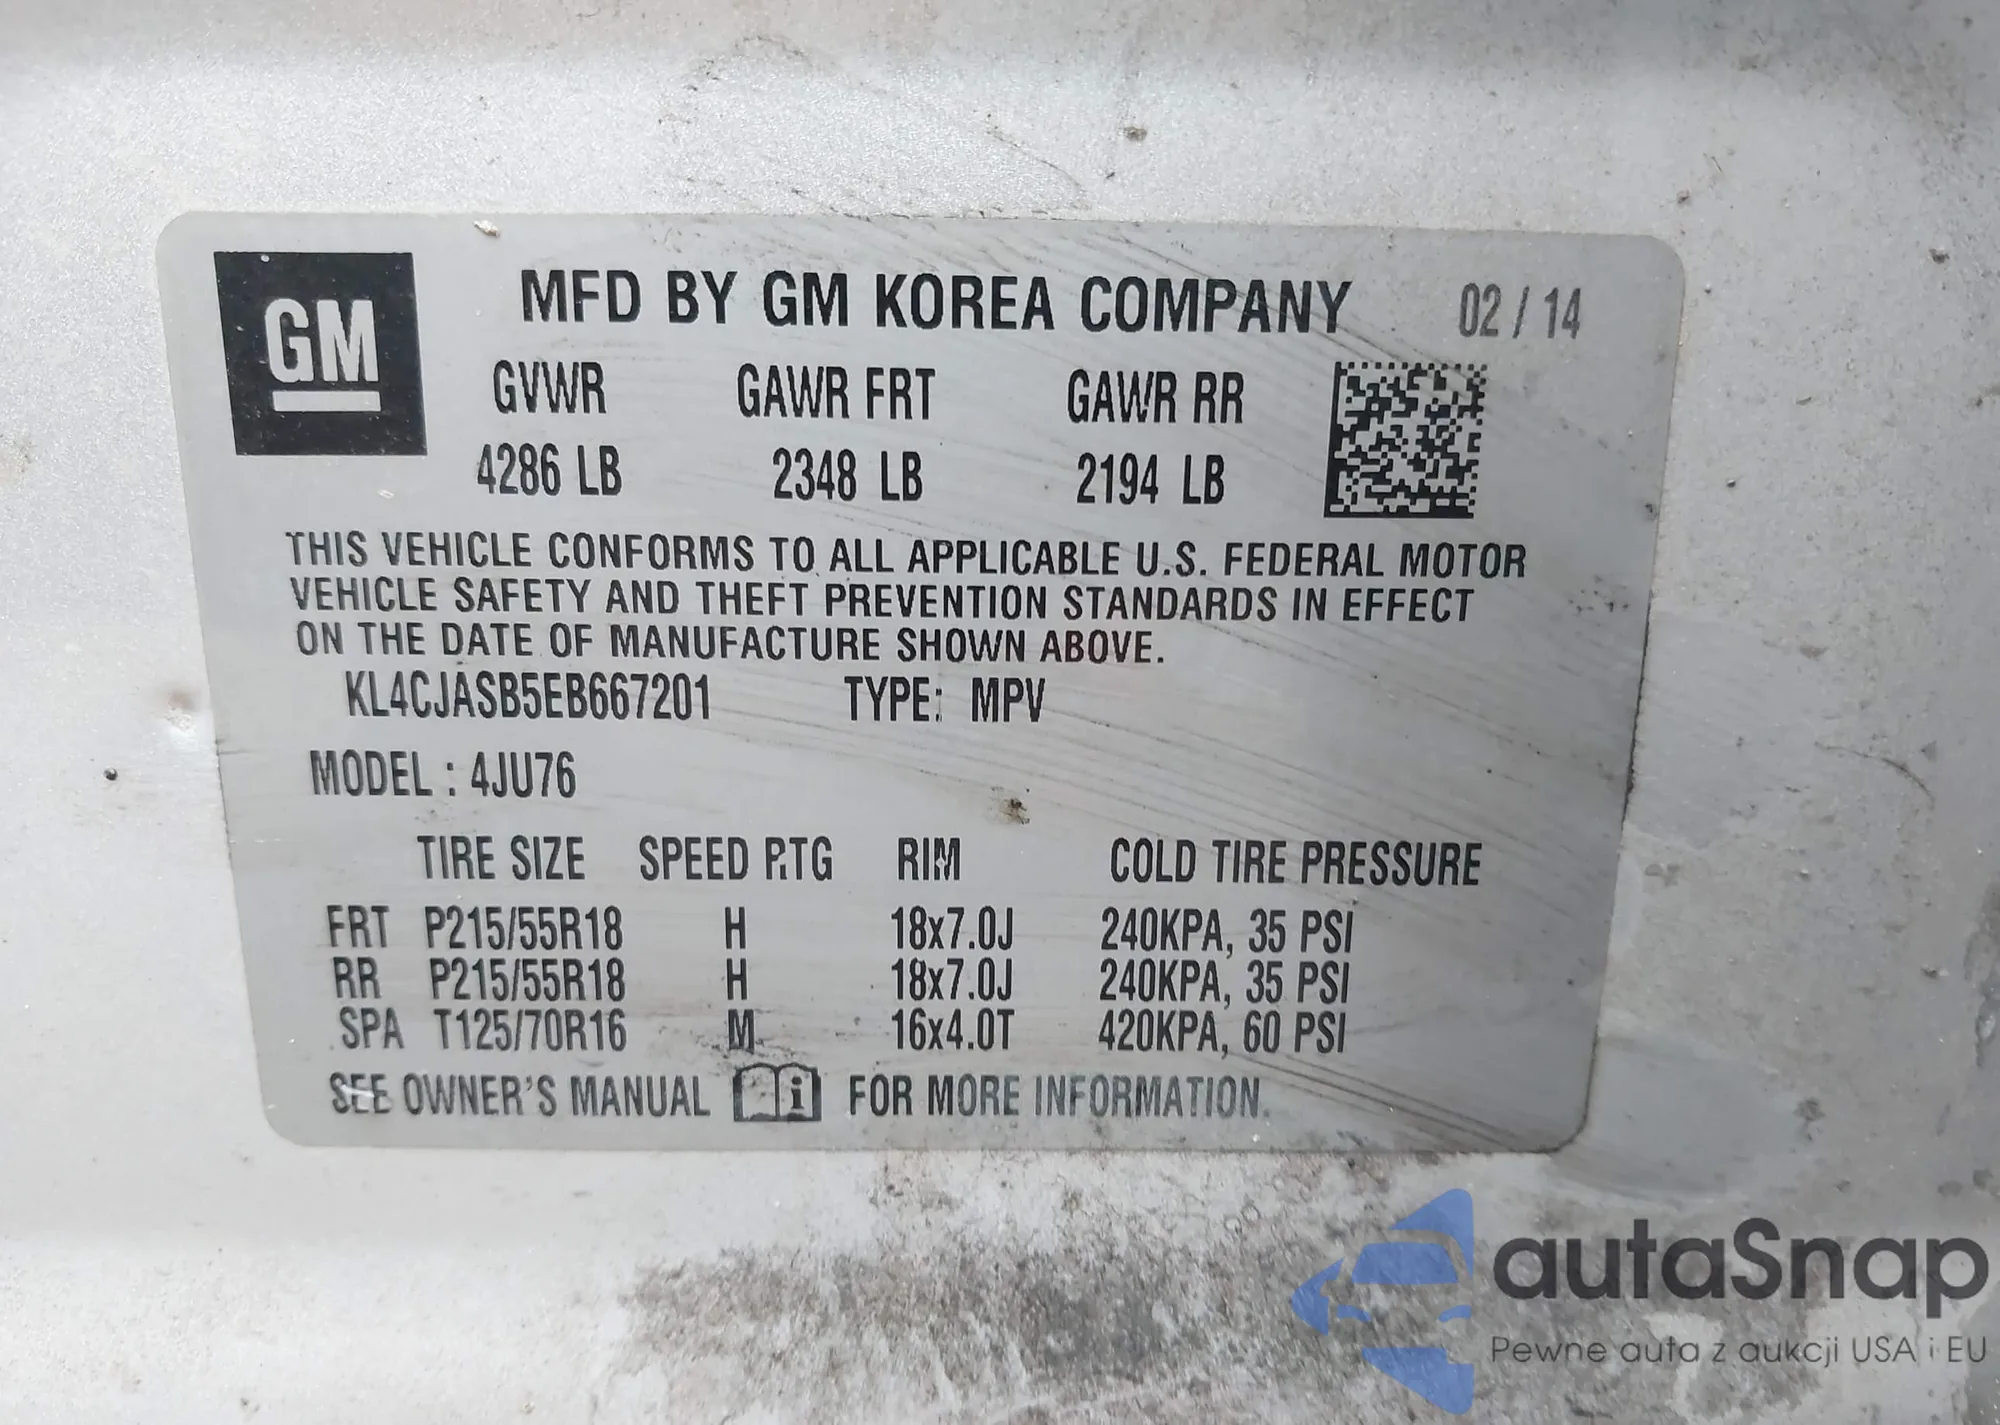 GM MFD BY GM KOREA COMPANY 02 / 14
GVWR GAWR FRT GAWR RR
4286 LB 2348 LB 2194 LB
THIS VEHICLE CONFORMS TO ALL APPLICABLE U.S. FEDERAL MOTOR
VEHICLE SAFETY AND THEFT PREVENTION STANDARDS IN EFFECT
ON THE DATE OF MANUFACTURE SHOWN ABOVE.
KL4CJASB5EB667201 TYPE: MPV
MODEL : 4JU76
TIRE SIZE SPEED RTG RIM COLD TIRE PRESSURE
FRT P215/55R18 H 18x7.0J 240KPA, 35 PSI
RR P215/55R18 H 18x7.0J 240KPA, 35 PSI
SPA T125/70R16 M 16x4.0T 420KPA, 60 PSI
SEE OWNER'S MANUAL i FOR MORE INFORMATION.
autaSnap
Pewne auta z aukcji USA i EU